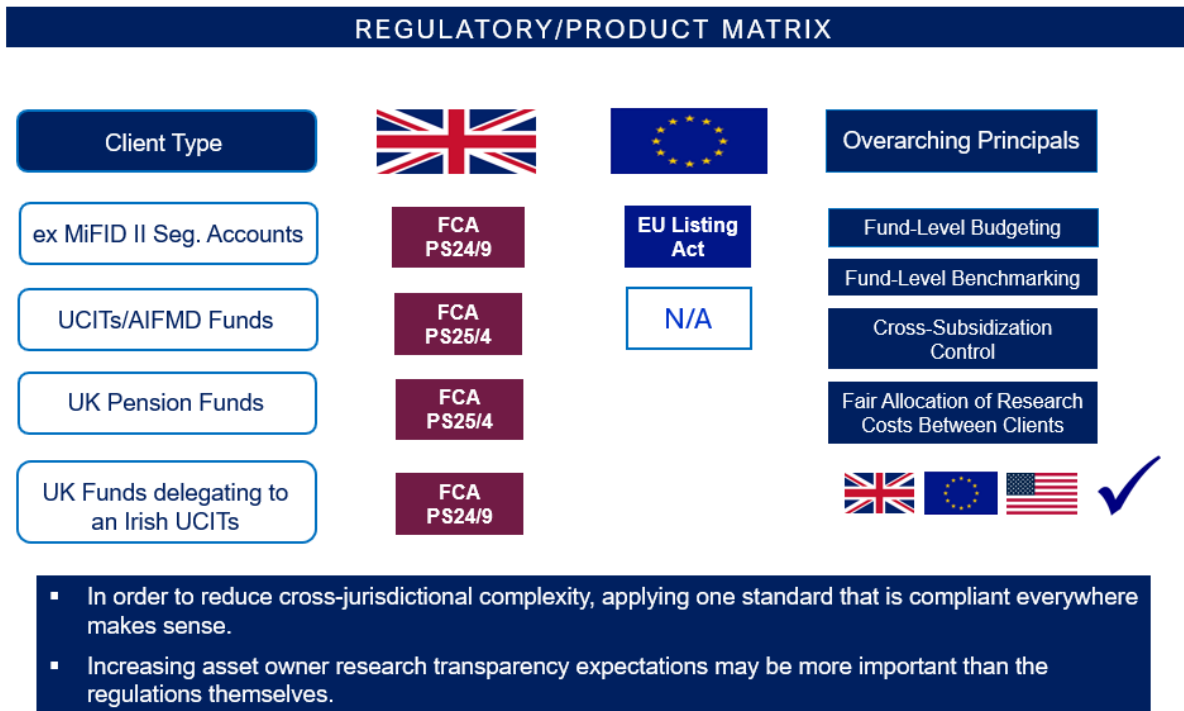 REGULATORY/PRODUCT MATRIX
Client Type
Overarching Principals
ex MiFID II Seg. Accounts
FCA
PS24/9
EU Listing
Act
Fund-Level Budgeting
Fund-Level Benchmarking
UCITs/AIFMD Funds
FCA
PS25/4
N/A
Cross-Subsidization
Control
UK Pension Funds
FCA
PS25/4
Fair Allocation of Research
Costs Between Clients
UK Funds delegating to
an Irish UCITs
FCA
PS24/9
▪ In order to reduce cross-jurisdictional complexity, applying one standard that is compliant everywhere
makes sense.
▪ Increasing asset owner research transparency expectations may be more important than the
regulations themselves.